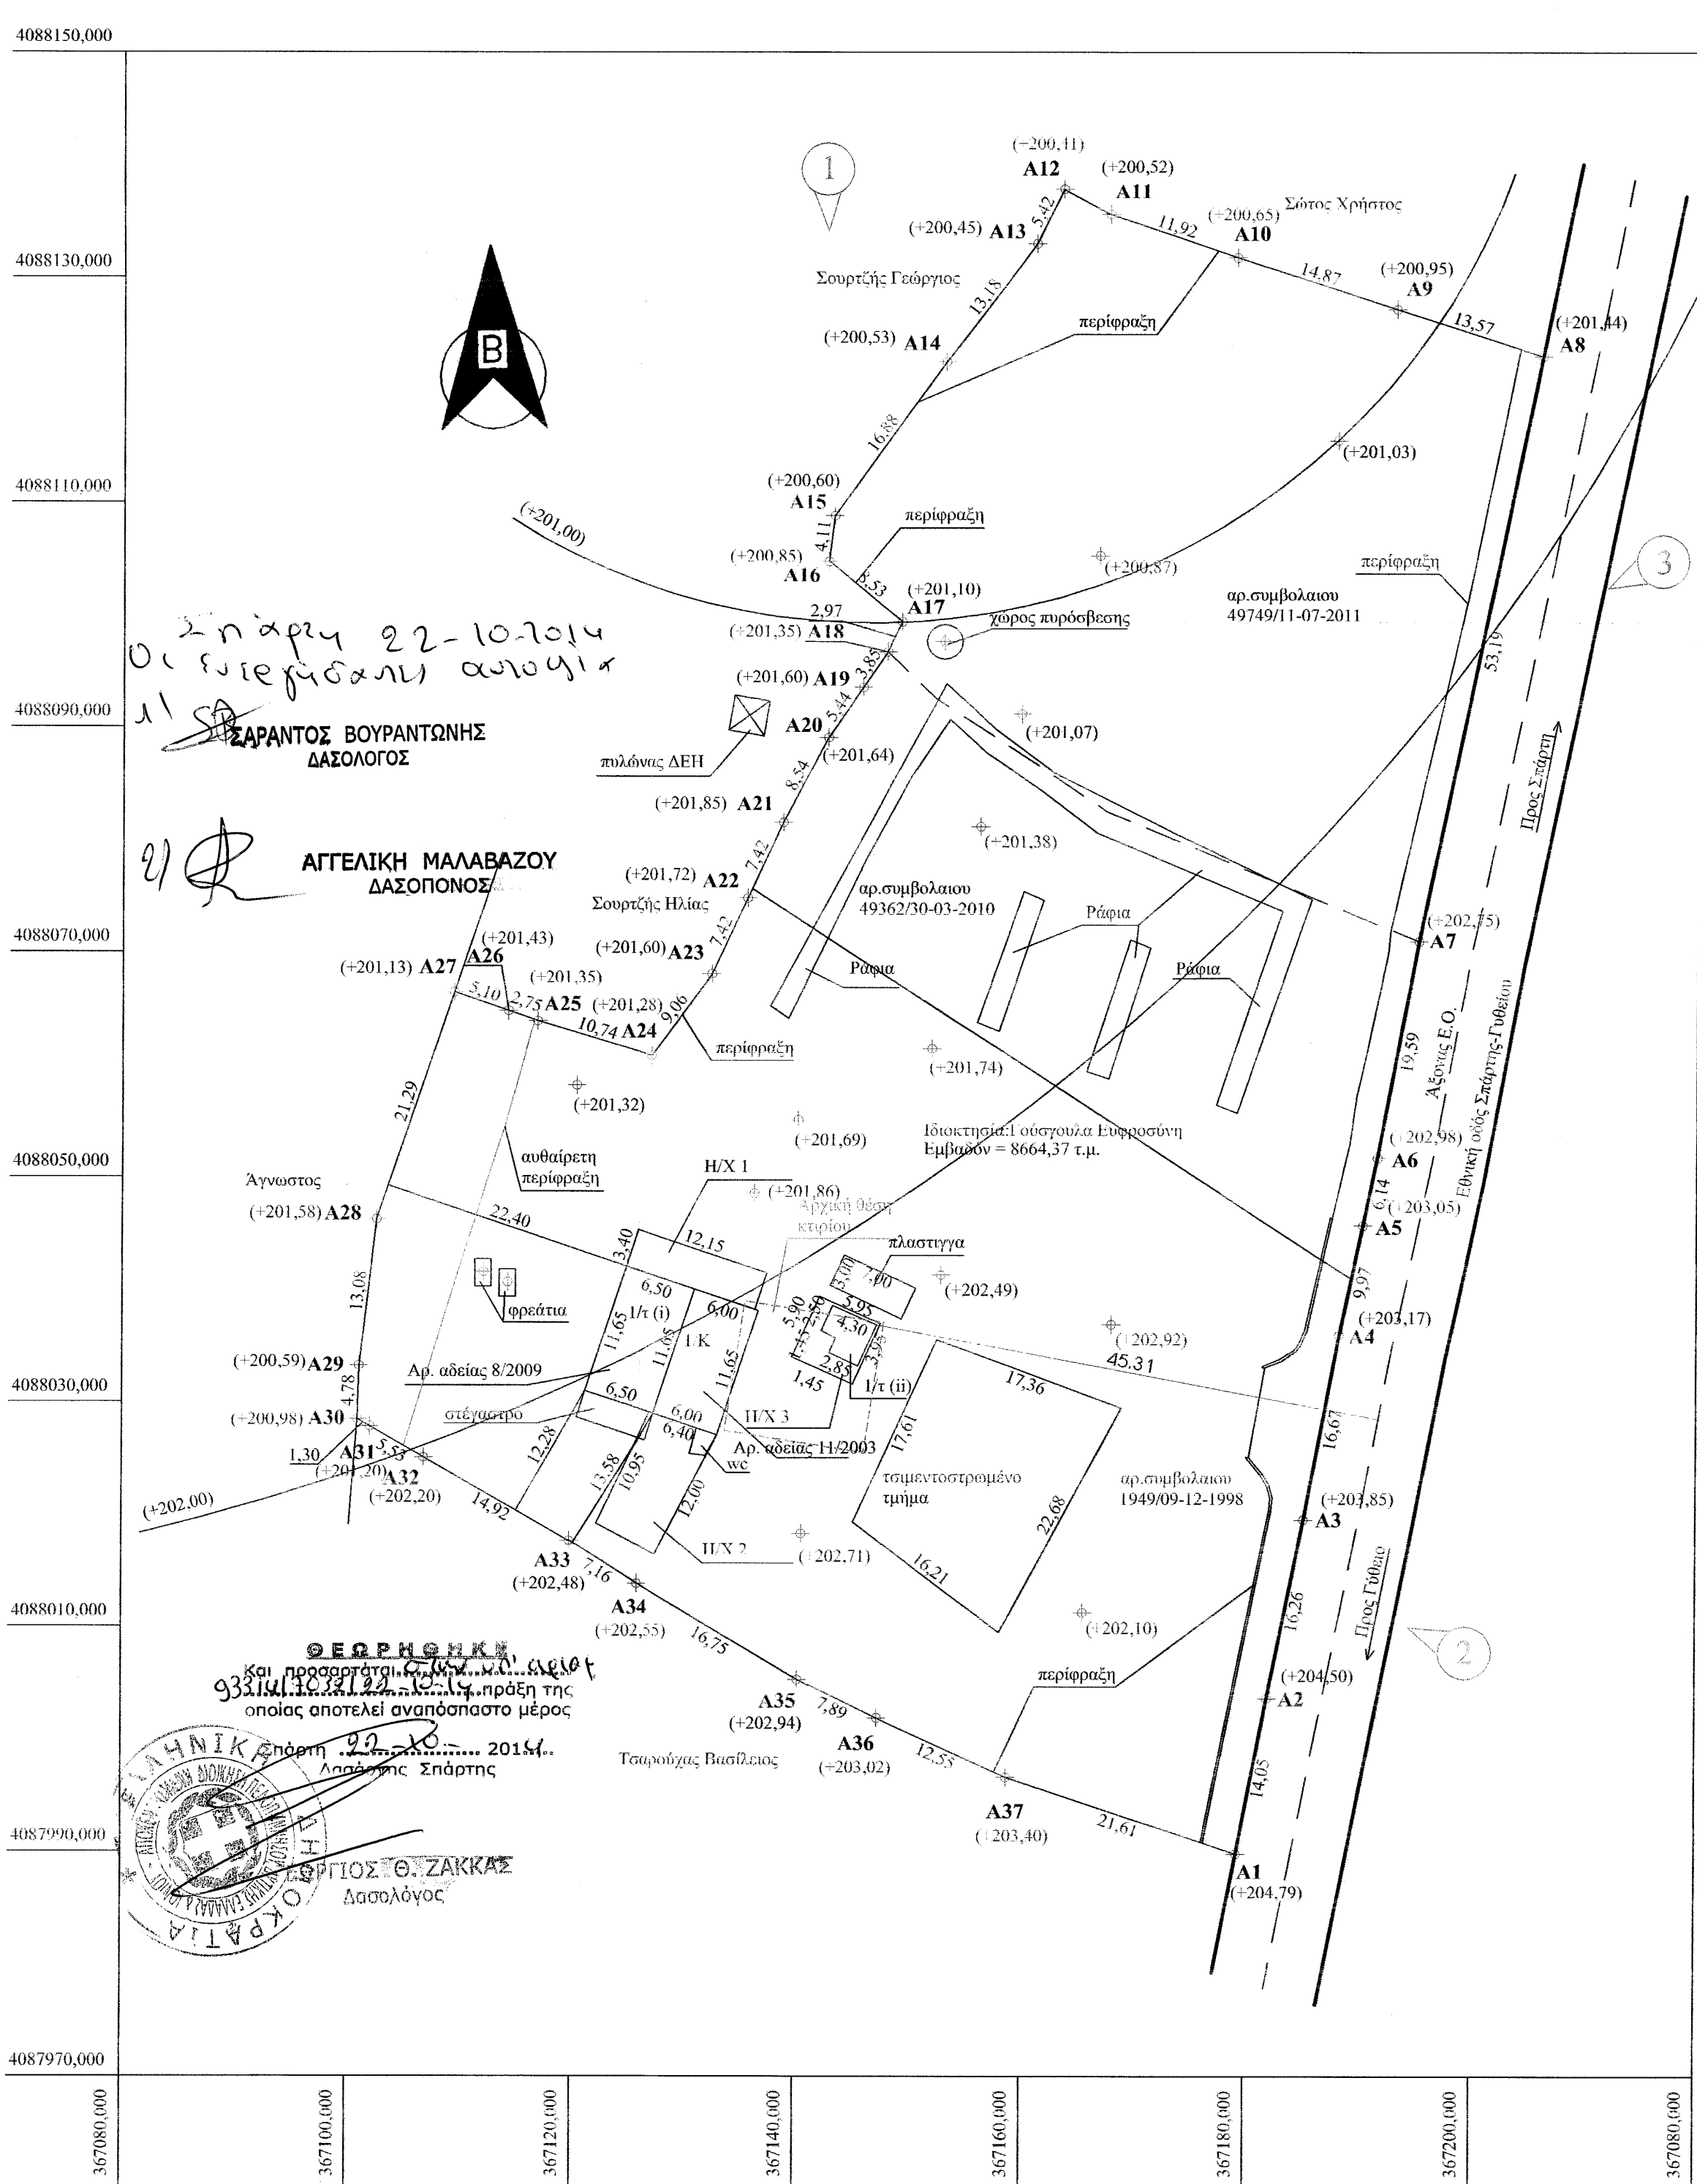 4088150,000
(+200,41)
A12
(+200,52)
A11
1
5,42
11,92
(+200,65)
A10
Σώτος Χρήστος
(+200,45) A13
4088130,000
Σουρτζής Γεώργιος
13,18
14,87
(+200,95)
A9
περίφραξη
13,57
(+201,44)
A8
B
(+200,53) A14
16,88
(+201,03)
4088110,000
(+200,60)
A15
(+201,00)
περίφραξη
4,11
(+200,85)
A16
8,53
(+200,87)
περίφραξη
3
(+201,10)
A17
αρ.συμβολαιου
49749/11-07-2011
2,97
(+201,35) A18
χώρος πυρόσβεσης
53,19
Σπάρτη 22-10-2014
3,85
(+201,60) A19
4088090,000
5,44
A20
(+201,07)
ΣΑΡΑΝΤΟΣ ΒΟΥΡΑΝΤΩΝΗΣ
ΔΑΣΟΛΟΓΟΣ
πυλώνας ΔΕΗ
(+201,64)
8,54
Προς Σπάρτη
(+201,85) A21
(+201,38)
2)
ΑΓΓΕΛΙΚΗ ΜΑΛΑΒΑΖΟΥ
ΔΑΣΟΠΟΝΟΣ
7,42
(+201,72) A22
αρ.συμβολαιου
49362/30-03-2010
Σουρτζής Ηλίας
Ράφια
(+202,75)
A7
4088070,000
(+201,43)
A26
7,42
(+201,60) A23
(+201,13) A27
(+201,35)
Ράφια
Ράφια
5,10
2,75
A25
(+201,28)
A24
10,74
9,06
περίφραξη
(+201,74)
19,59
Άξονας Ε.Ο.
Εθνική οδός Σπάρτης-Γυθείου
21,29
(+201,32)
(+201,69)
Ιδιοκτησία:Γούσγουλα Ευφροσύνη
Εμβαδόν = 8664,37 τ.μ.
(+202,98)
A6
4088050,000
αυθαίρετη
περίφραξη
Η/Χ 1
Άγνωστος
(+201,58) A28
(+201,86)
Αρχική θέση
κτιρίου
6,14
(+203,05)
A5
22,40
3,40
12,15
πλαστιγγα
13,08
6,50
3,00
7,00
(+202,49)
9,97
φρεάτια
1/τ (i)
6,00
5,90
2,50
5,95
4,30
(+203,17)
A4
11,65
11,65
1.Κ
11,65
1,45
3,95
(+202,92)
(+200,59) A29
Αρ. αδείας 8/2009
2,85
45.31
4088030,000
4,78
6,50
1,45
1/τ (ii)
17,36
(+200,98) A30
στέγαστρο
6,00
Η/Χ 3
17,61
16,67
6,40
Αρ. αδείας Η/2003
wc
1,30
A31
5,53
(+201,20)
A32
(+202,20)
12,28
13,58
10,95
τσιμεντοστρωμένο
τμήμα
αρ.συμβολαιου
1949/09-12-1998
(+202,00)
14,92
12,00
22,68
(+203,85)
A3
A33
(+202,48)
7,16
Η/Χ 2
(+202,71)
16,21
A34
(+202,55)
4088010,000
(+202,10)
16,26
Προς Γύθειο
2
ΘΕΩΡΗΘΗΚΕ
Και προσαρτάται
πράξη της
οποίας αποτελεί αναπόσπαστο μέρος
16,75
περίφραξη
(+204,50)
A2
A35
(+202,94)
7,89
A36
(+203,02)
Σπάρτη 22-10- 2014
Δασάρχης Σπάρτης
Τσαρούχας Βασίλειος
12,55
14,05
A37
(+203,40)
4087990,000
21,61
ΓΕΩΡΓΙΟΣ Θ. ΖΑΚΚΑΣ
Δασολόγος
A1
(+204,79)
ΕΛΛΗΝΙΚΗ ΔΗΜΟΚΡΑΤΙΑ
4087970,000
367080,000
367100,000
367120,000
367140,000
367160,000
367180,000
367200,000
367080,000